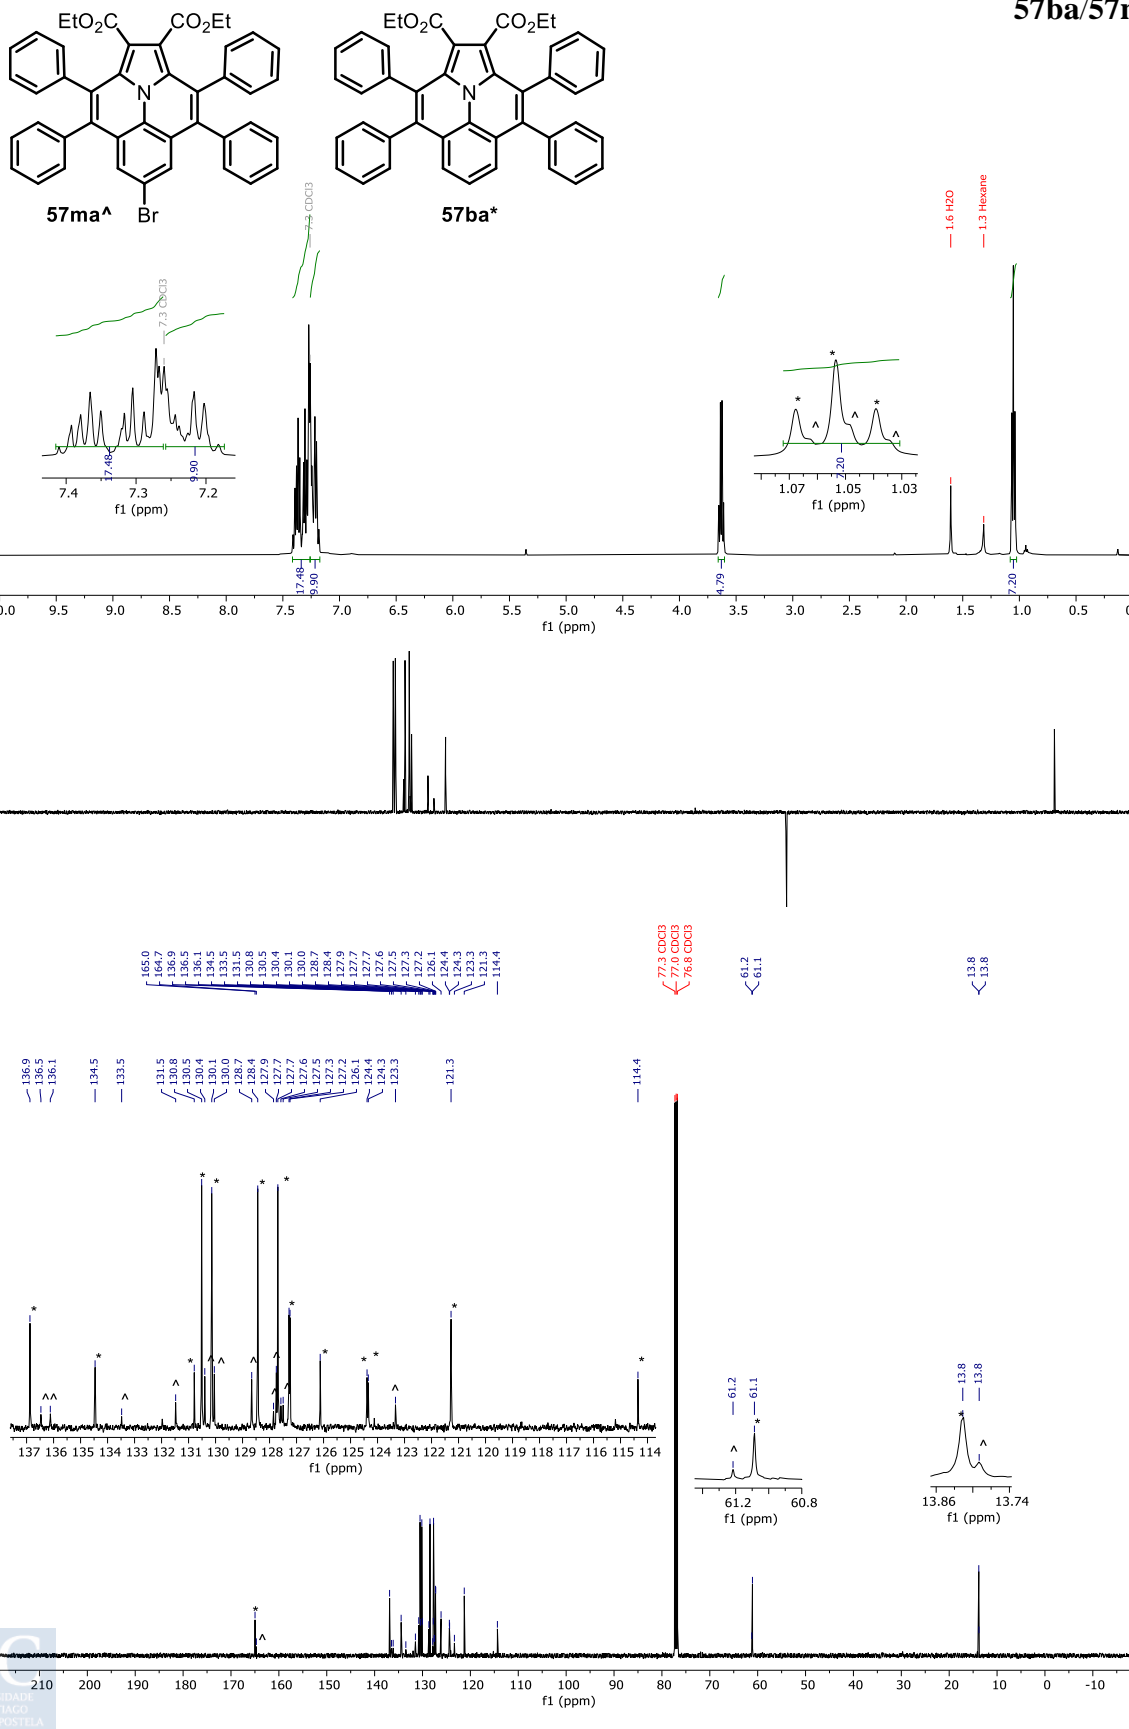 57ba/57
EtO2C CO2Et
N
Br
57ma^
EtO2C CO2Et
N
57ba*
7.3 CDCl3
1.6 H2O
1.3 Hexane
7.3 CDCl3
17.48
9.90
7.4 7.3 7.2
f1 (ppm)
* ^ * ^ * ^
7.20
1.07 1.05 1.03
f1 (ppm)
17.48
9.90
4.79
7.20
9.5 9.0 8.5 8.0 7.5 7.0 6.5 6.0 5.5 5.0 4.5 4.0 3.5 3.0 2.5 2.0 1.5 1.0 0.5
f1 (ppm)
165.0
164.7
136.9
136.5
136.1
134.5
133.5
131.5
130.8
130.5
130.4
130.1
130.0
128.7
128.4
127.9
127.7
127.7
127.6
127.5
127.3
127.2
126.1
124.4
124.3
123.3
121.3
114.4
77.3 CDCl3
77.0 CDCl3
76.8 CDCl3
61.2
61.1
13.8
13.8
136.9
136.5
136.1
134.5
133.5
131.5
130.8
130.5
130.4
130.1
130.0
128.7
128.4
127.9
127.7
127.7
127.6
127.5
127.3
127.2
126.1
124.4
124.3
123.3
121.3
114.4
* ^ ^ * ^ ^ * * ^ * ^ ^ * ^ ^ * ^ * * * * ^ * *
137 136 135 134 133 133 131 130 129 128 127 126 125 124 123 122 121 120 119 118 117 116 115 114
f1 (ppm)
61.2
61.1
^ *
61.2 60.8
f1 (ppm)
13.8
13.8
* ^
13.86 13.74
f1 (ppm)
* ^
210 200 190 180 170 160 150 140 130 120 110 100 90 80 70 60 50 40 30 20 10 0 -10
f1 (ppm)